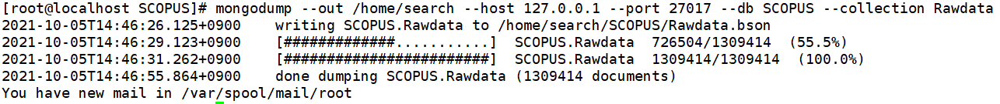 [root@localhost SCOPUS]# mongodump --out /home/search --host 127.0.0.1 --port 27017 --db SCOPUS --collection Rawdata
2021-10-05T14:46:26.125+0900    writing SCOPUS.Rawdata to /home/search/SCOPUS/Rawdata.bson
2021-10-05T14:46:29.123+0900    [#############...........]  SCOPUS.Rawdata  726504/1309414  (55.5%)
2021-10-05T14:46:31.262+0900    [########################]  SCOPUS.Rawdata  1309414/1309414  (100.0%)
2021-10-05T14:46:55.864+0900    done dumping SCOPUS.Rawdata (1309414 documents)
You have new mail in /var/spool/mail/root